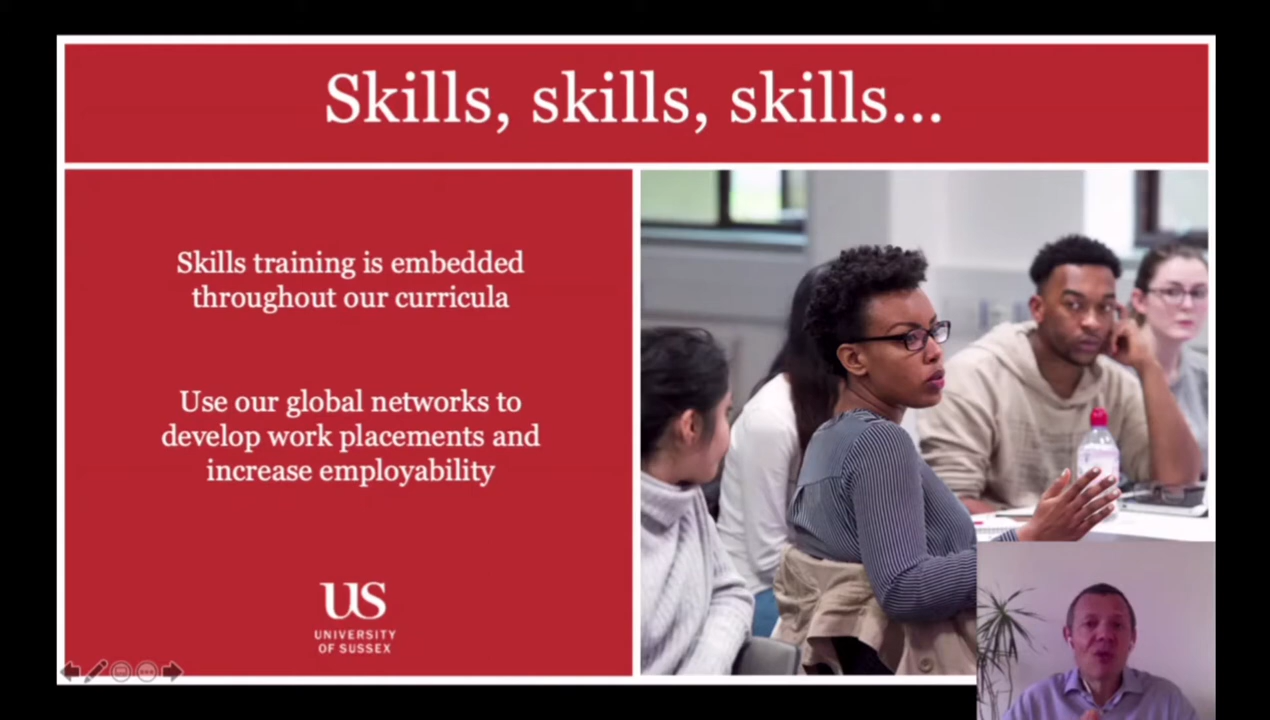 Skills, skills, skills...
Skills training is embedded
throughout our curricula
Use our global networks to
develop work placements and
increase employability
US
UNIVERSITY
OF SUSSEX